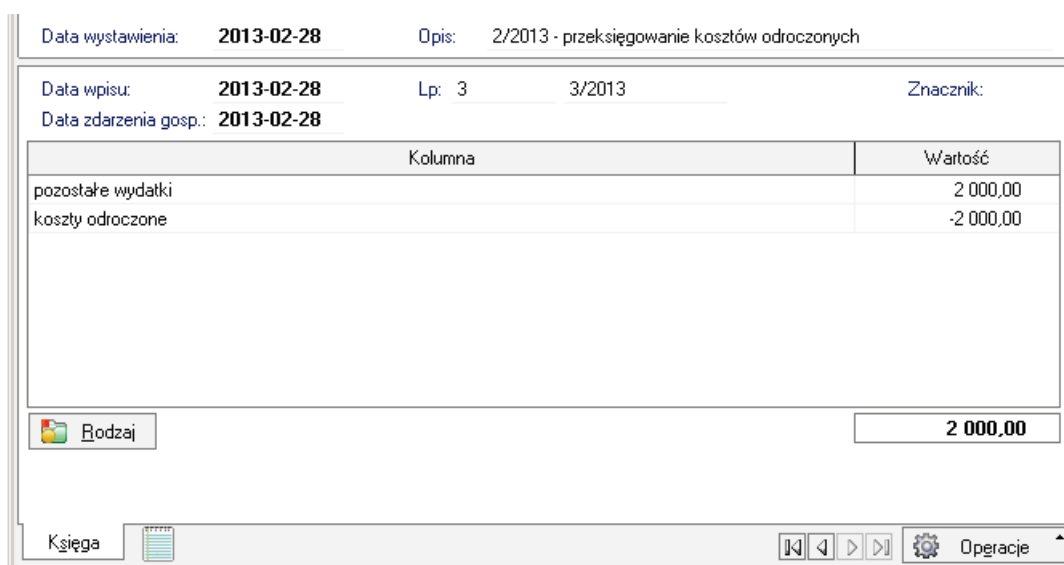 Data wystawienia: 2013-02-28 Opis: 2/2013 - przeksięgowanie kosztów odroczonych
Data wpisu: 2013-02-28 Lp: 3 3/2013 Znacznik:
Data zdarzenia gosp.: 2013-02-28
Kolumna Wartość
pozostałe wydatki 2 000,00
koszty odroczone -2 000,00
Rodzaj 2 000,00
Księga Operacje